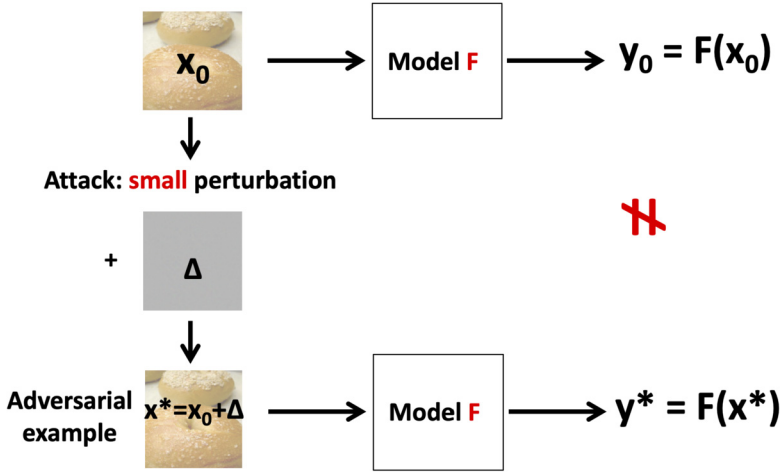 x₀
Model F
y₀ = F(x₀)
Attack: small perturbation
≠
+
Δ
Adversarial
example
x*=x₀+Δ
Model F
y* = F(x*)